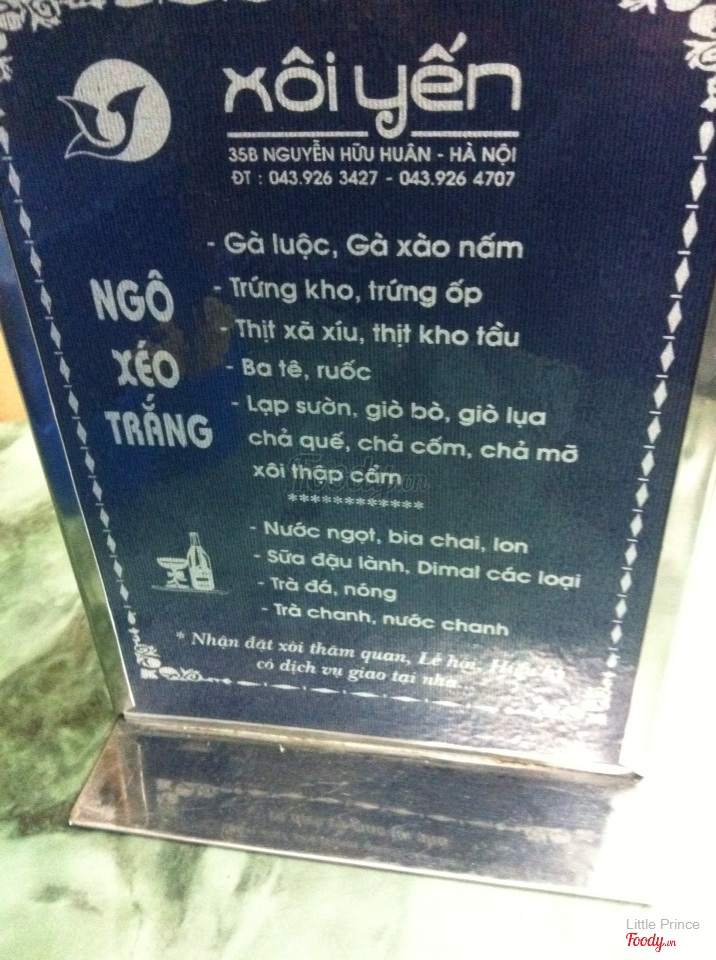 xôi yến
35B NGUYỄN HỮU HUÂN - HÀ NỘI
ĐT : 043.926 3427 - 043.926 4707
NGÔ
XÉO
TRẮNG
- Gà luộc, Gà xào nấm
- Trứng kho, trứng ốp
- Thịt xã xíu, thịt kho tầu
- Ba tê, ruốc
- Lạp sườn, giò bò, giò lụa
chả quế, chả cốm, chả mỡ
xôi thập cẩm
************
- Nước ngọt, bia chai, lon
- Sữa đậu lành, Dimal các loại
- Trà đá, nóng
- Trà chanh, nước chanh
* Nhận đặt xôi thăm quan, Lễ hội,
có dịch vụ giao tại nhà
Little Prince
Foody.vn